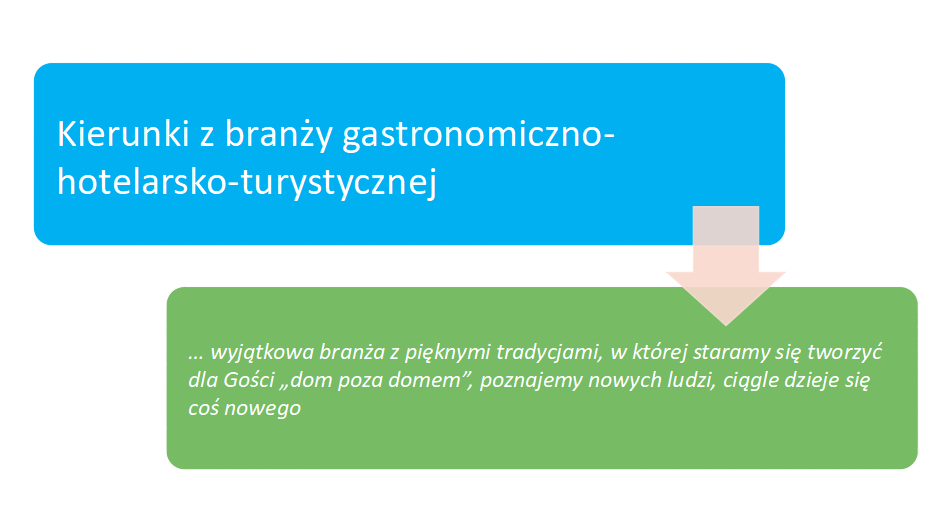 Kierunki z branży gastronomiczno-
hotelarsko-turystycznej
... wyjątkowa branża z pięknymi tradycjami, w której staramy się tworzyć
dla Gości „dom poza domem”, poznajemy nowych ludzi, ciągle dzieje się
coś nowego